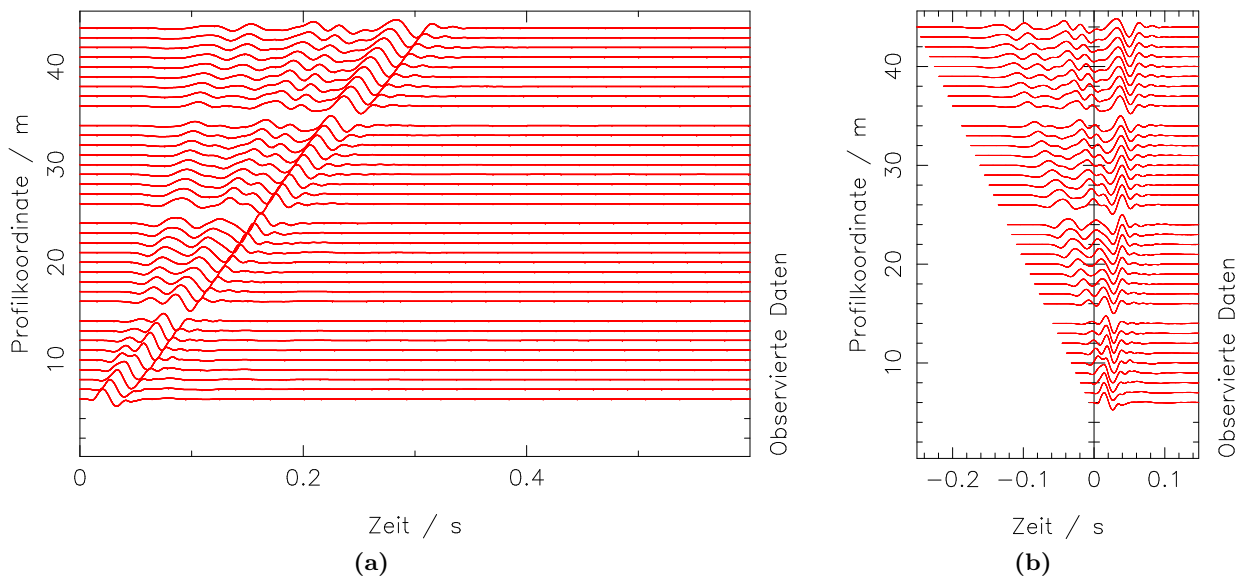 40
30
20
10
Profilkoordinate / m
0
0.2
0.4
Zeit / s
Observierte Daten
(a)
40
30
20
10
Profilkoordinate / m
−0.2
−0.1
0
0.1
Zeit / s
Observierte Daten
(b)